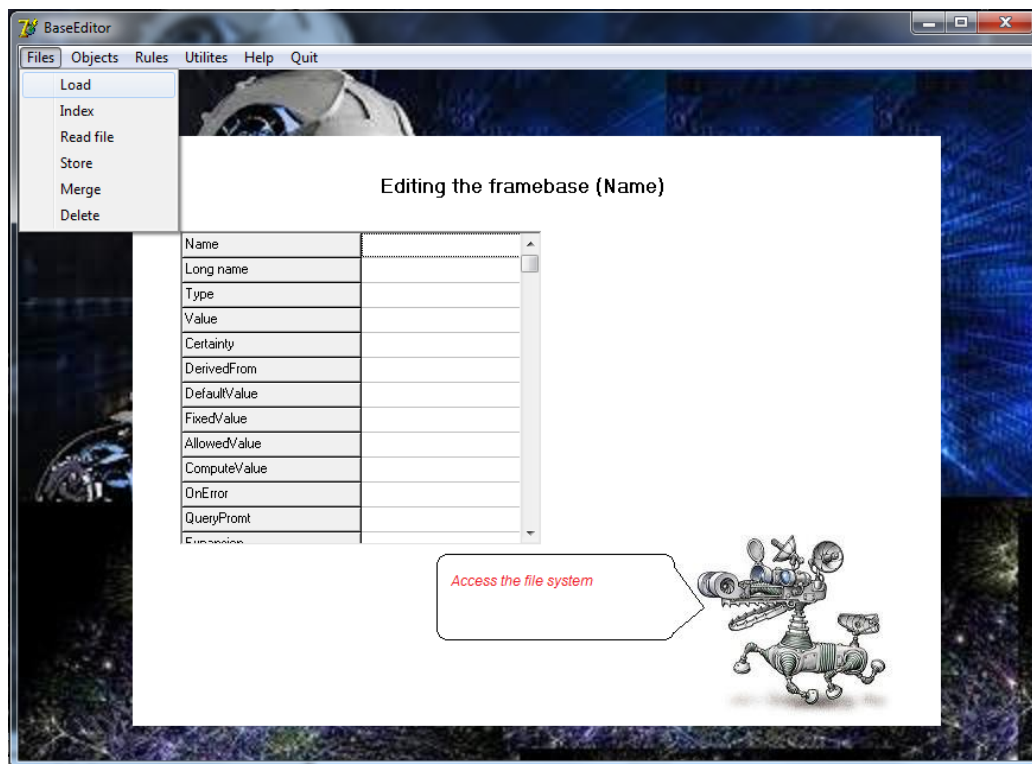 BaseEditor
Files Objects Rules Utilites Help Quit
Load
Index
Read file
Store
Merge
Delete
Editing the framebase (Name)
Name
Long name
Type
Value
Certainty
DerivedFrom
DefaultValue
FixedValue
AllowedValue
ComputeValue
OnError
QueryPromt
Expansion
Access the file system